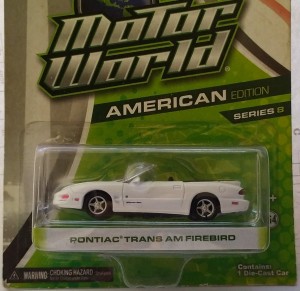 Motor
World
AMERICAN EDITION
SERIES 8
PONTIAC TRANS AM FIREBIRD
WARNING CHOKING HAZARD
Contains:
1 Die-Cast Car